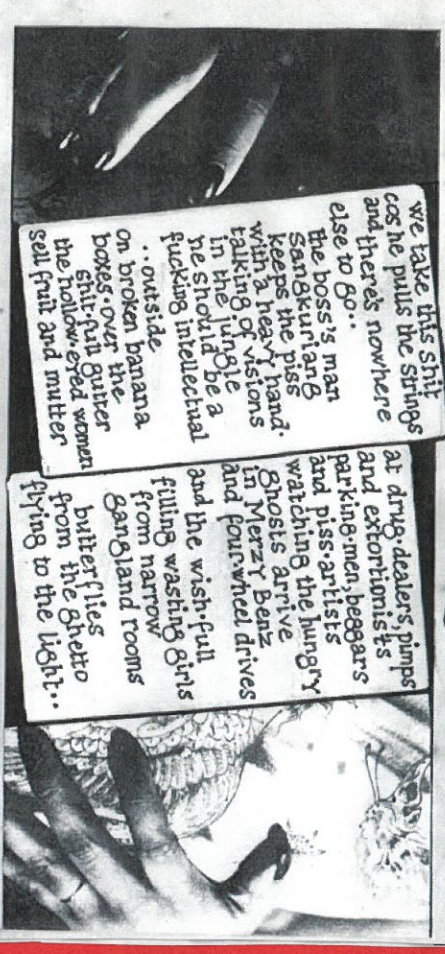 we take this shit
cos he pulls the strings
and there's nowhere
else to go..
the boss's man
Sangkuriang
keeps the piss
with a heavy hand.
talking of visions
in the jungle
he should be a
fucking intellectual
..outside
on broken banana
boxes.over the
shit-full gutter
the hollow-eyed women
sell fruit and mutter
at drug-dealers, pimps
and extortionists
parking-men, beggars
and piss-artists
watching the hungry
ghosts arrive
in Merzy Benz
and four-wheel drives
and the wish-full
filling wasting girls
from narrow
gangland rooms
butterflies
from the ghetto
flying to the light..